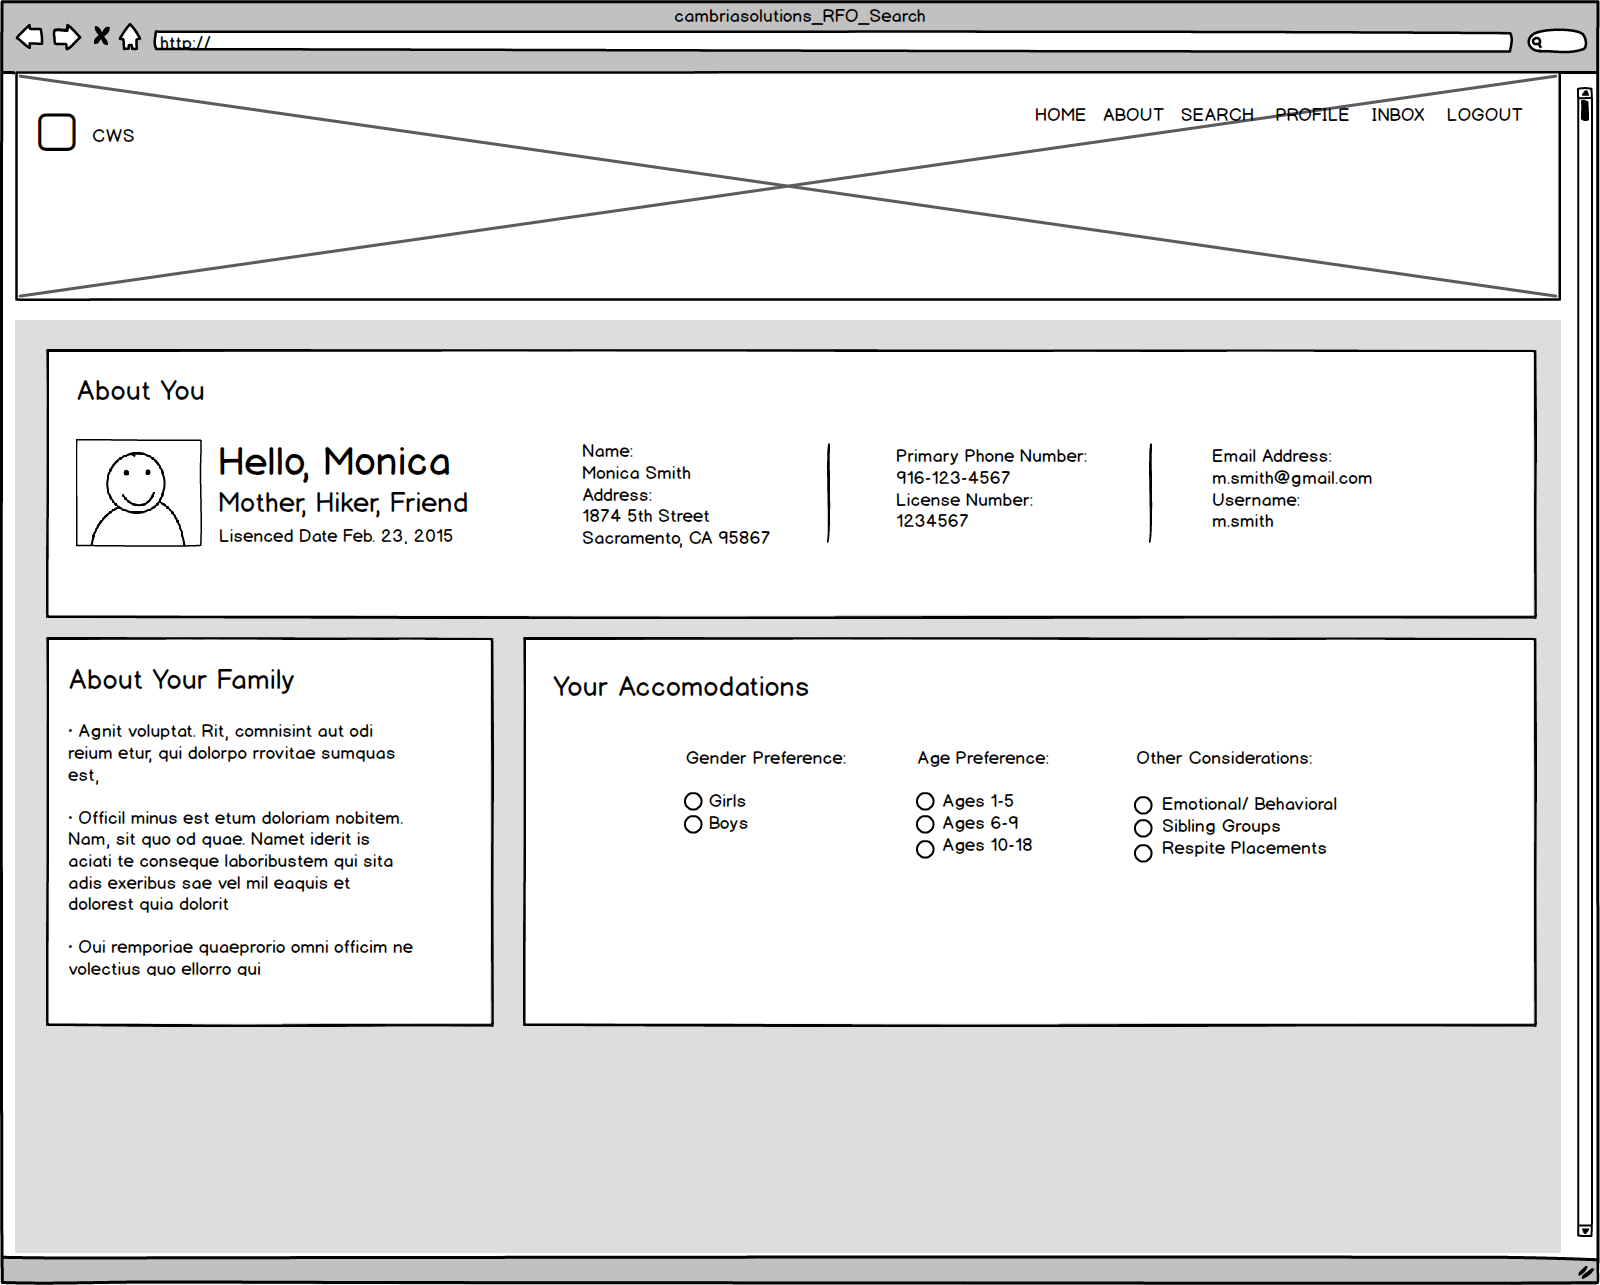 cambriasolutions_RFO_Search
http://
CWS
HOME ABOUT SEARCH PROFILE INBOX LOGOUT
About You
Hello, Monica
Mother, Hiker, Friend
Lisenced Date Feb. 23, 2015
Name:
Monica Smith
Address:
1874 5th Street
Sacramento, CA 95867
Primary Phone Number:
916-123-4567
License Number:
1234567
Email Address:
m.smith@gmail.com
Username:
m.smith
About Your Family
· Agnit voluptat. Rit, comnisint aut odi
reium etur, qui dolorpo rrovitae sumquas
est,
· Officil minus est etum doloriam nobitem.
Nam, sit quo od quae. Namet iderit is
aciati te conseque laboribustem qui sita
adis exeribus sae vel mil eaquis et
dolorest quia dolorit
· Oui remporiae quaeprorio omni officim ne
volectius quo ellorro qui
Your Accomodations
Gender Preference:
Girls
Boys
Age Preference:
Ages 1-5
Ages 6-9
Ages 10-18
Other Considerations:
Emotional/ Behavioral
Sibling Groups
Respite Placements